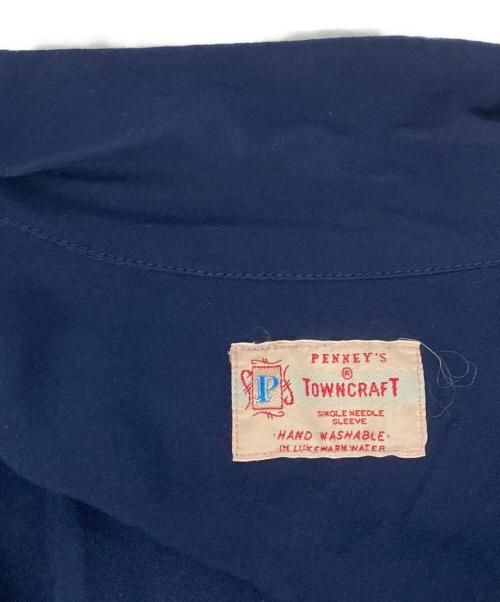 PENNEY'S
®
P
TOWNCRAFT
SINGLE NEEDLE
SLEEVE
·HAND WASHABLE·
IN LUKEWARM WATER